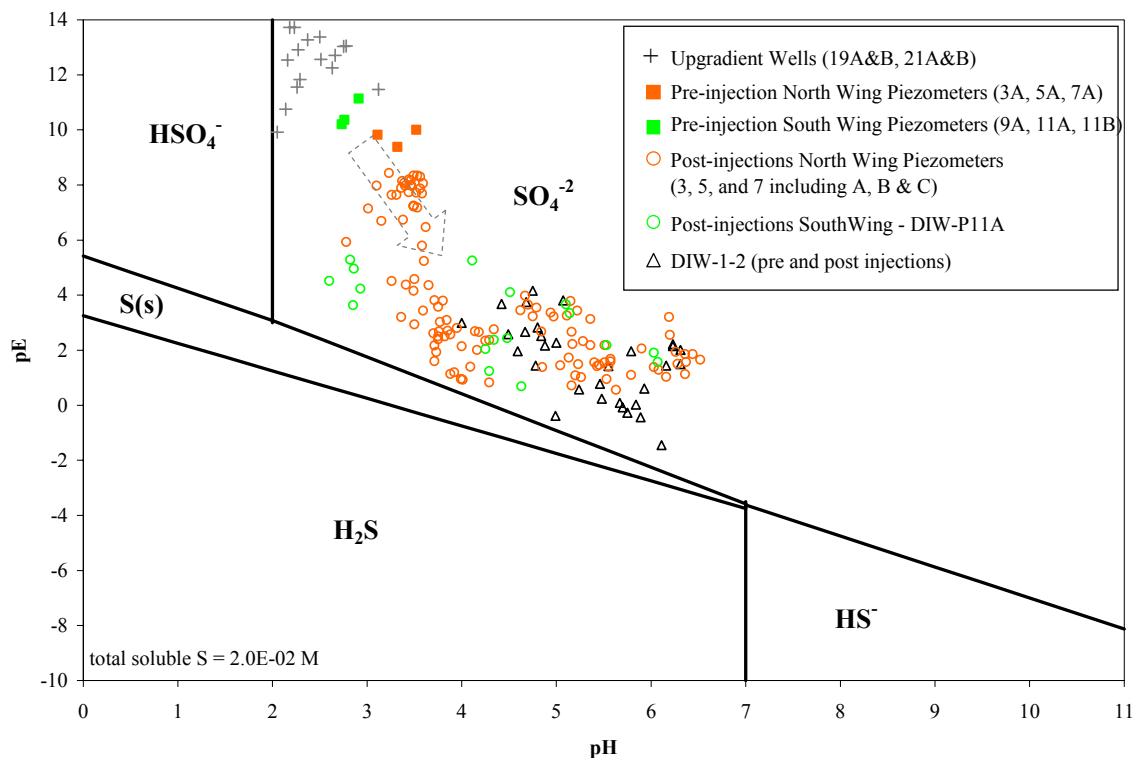 14
12
10
8
6
4
2
0
-2
-4
-6
-8
-10
pE
HSO₄⁻
SO₄⁻²
S(s)
H₂S
HS⁻
Upgradient Wells (19A&B, 21A&B)
Pre-injection North Wing Piezometers (3A, 5A, 7A)
Pre-injection South Wing Piezometers (9A, 11A, 11B)
Post-injections North Wing Piezometers
(3, 5, and 7 including A, B & C)
Post-injections SouthWing - DIW-P11A
DIW-1-2 (pre and post injections)
total soluble S = 2.0E-02 M
0 1 2 3 4 5 6 7 8 9 10 11
pH